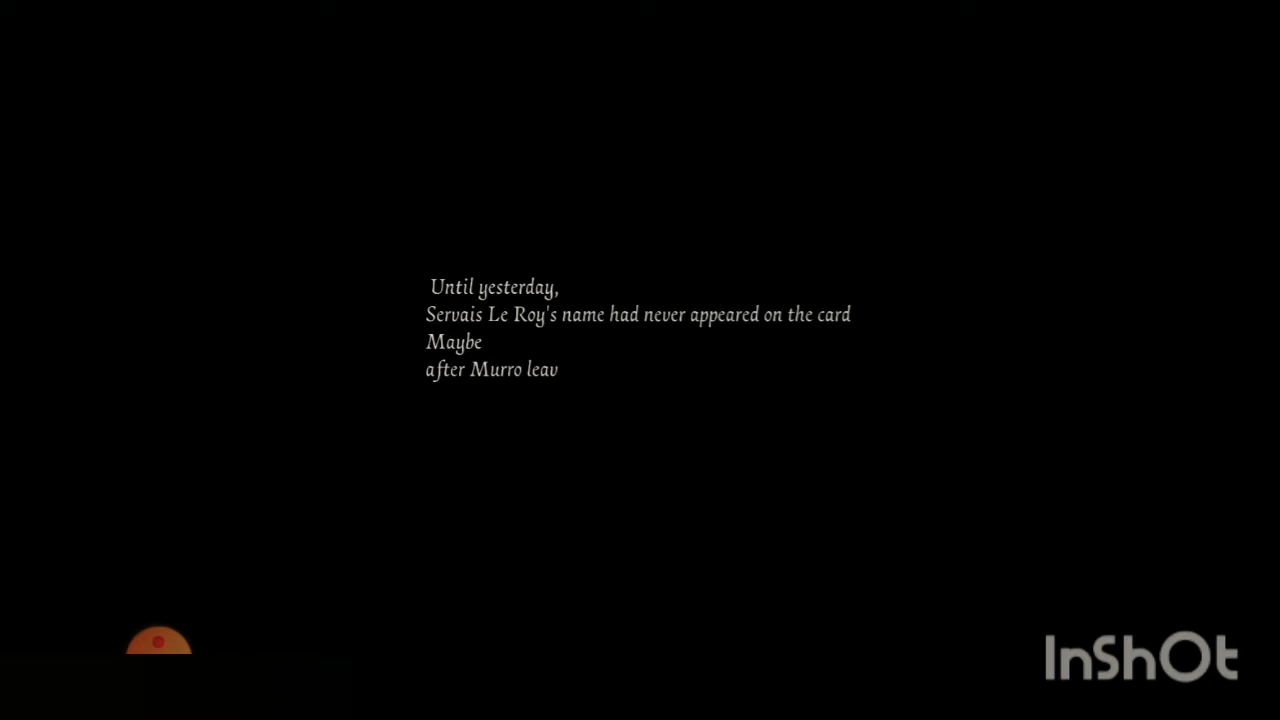 Until yesterday,
Servais Le Roy's name had never appeared on the card
Maybe
after Murro leav
InShOt